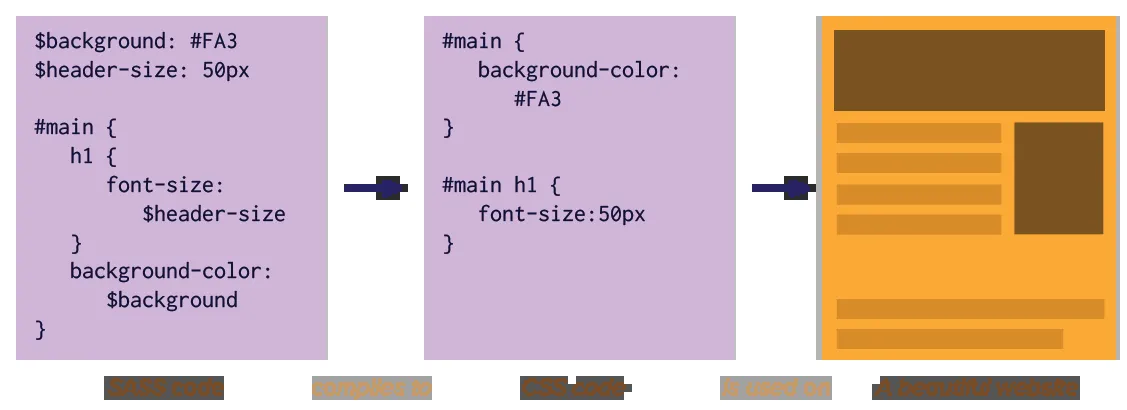 $background: #FA3
$header-size: 50px
#main {
h1 {
font-size:
$header-size
}
background-color:
$background
}
#main {
background-color:
#FA3
}
#main h1 {
font-size:50px
}
SASS code compiles to CSS code is used on A beautiful website